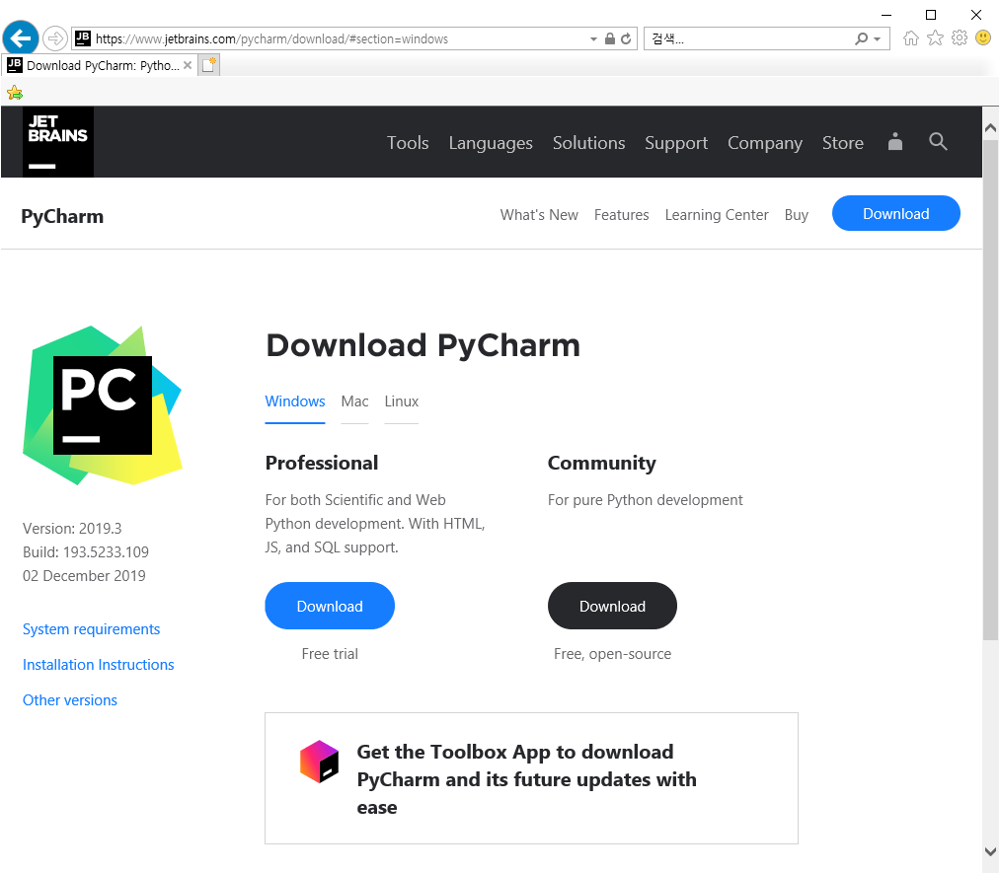 https://www.jetbrains.com/pycharm/download/#section=windows
검색...
JB Download PyCharm: Pytho...
JET
BRAINS
Tools Languages Solutions Support Company Store
PyCharm
What's New Features Learning Center Buy Download
Download PyCharm
PC
Windows Mac Linux
Professional
For both Scientific and Web
Python development. With HTML,
JS, and SQL support.
Download
Free trial
Community
For pure Python development
Download
Free, open-source
Version: 2019.3
Build: 193.5233.109
02 December 2019
System requirements
Installation Instructions
Other versions
Get the Toolbox App to download
PyCharm and its future updates with
ease